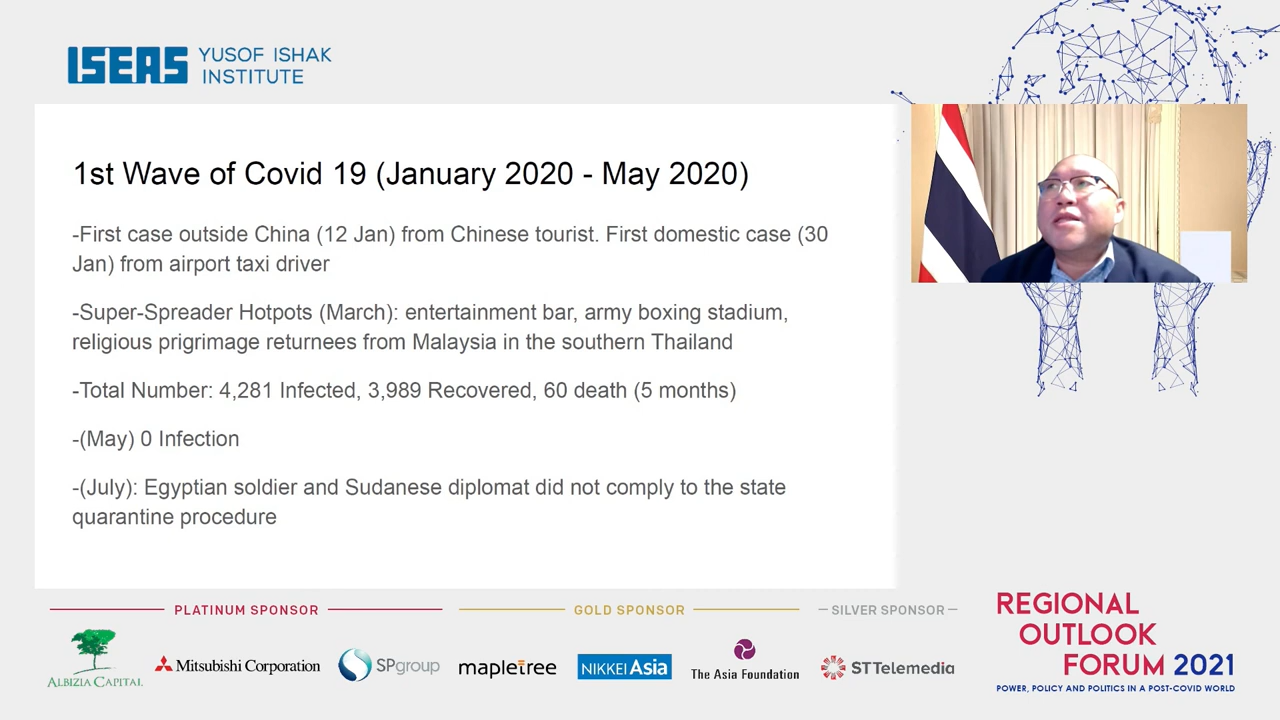 ISEAS YUSOF ISHAK
INSTITUTE
1st Wave of Covid 19 (January 2020 - May 2020)
-First case outside China (12 Jan) from Chinese tourist. First domestic case (30
Jan) from airport taxi driver
-Super-Spreader Hotpots (March): entertainment bar, army boxing stadium,
religious prigrimage returnees from Malaysia in the southern Thailand
-Total Number: 4,281 Infected, 3,989 Recovered, 60 death (5 months)
-(May) 0 Infection
-(July): Egyptian soldier and Sudanese diplomat did not comply to the state
quarantine procedure
PLATINUM SPONSOR
GOLD SPONSOR
SILVER SPONSOR
ALBIZIA CAPITAL
Mitsubishi Corporation
SPgroup
mapletree
NIKKEI Asia
The Asia Foundation
ST Telemedia
REGIONAL
OUTLOOK
FORUM 2021
POWER, POLICY AND POLITICS IN A POST-COVID WORLD